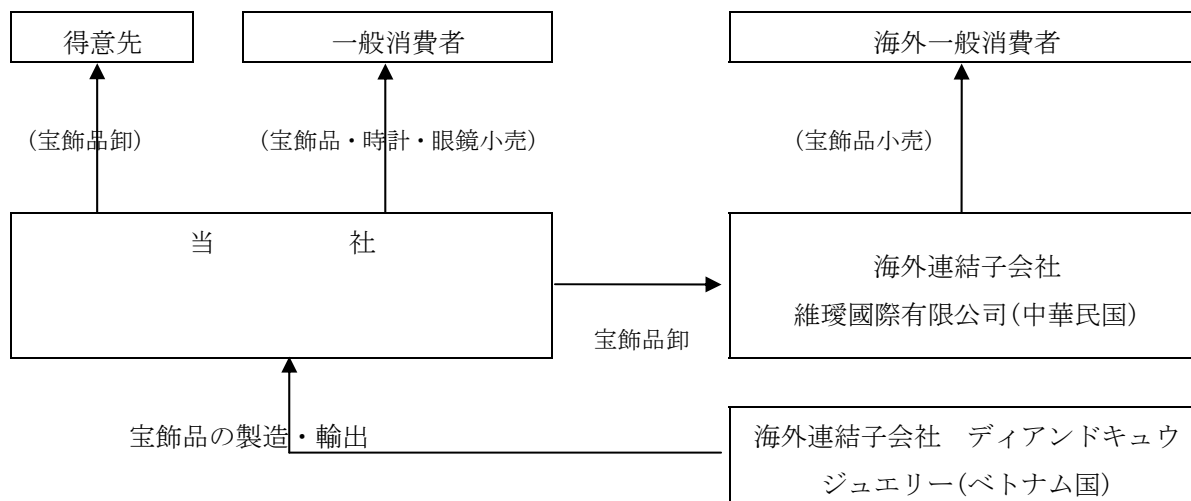 得意先
一般消費者
海外一般消費者
(宝飾品卸)
(宝飾品・時計・眼鏡小売)
(宝飾品小売)
当　社
海外連結子会社
維璦國際有限公司(中華民国)
宝飾品卸
宝飾品の製造・輸出
海外連結子会社　ディアンドキュウ
ジュエリー(ベトナム国)